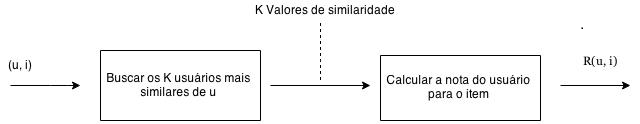 K Valores de similaridade
(u, i)
Buscar os K usuários mais
similares de u
Calcular a nota do usuário
para o item
R(u, i)